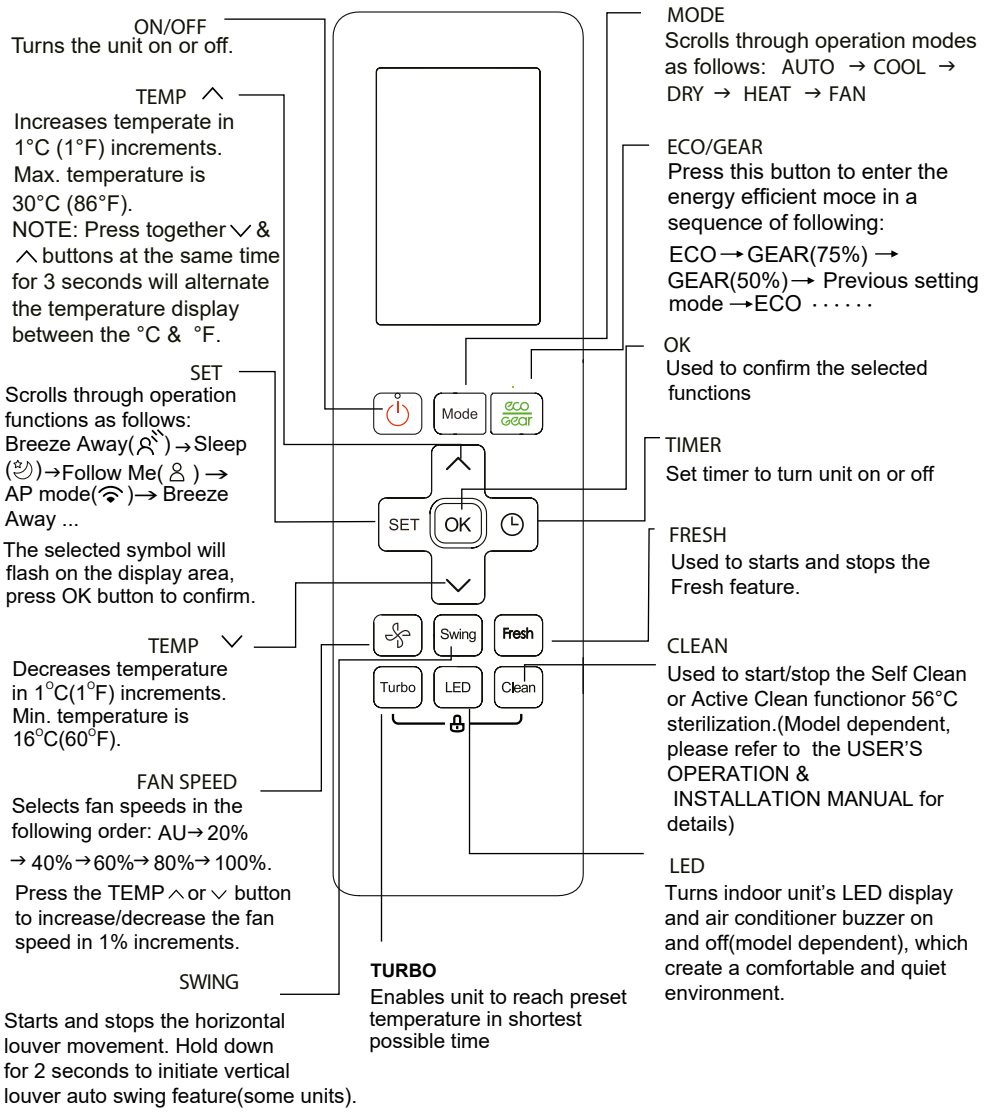 ON/OFF
Turns the unit on or off.
TEMP
Increases temperate in
1°C (1°F) increments.
Max. temperature is
30°C (86°F).
NOTE: Press together &
buttons at the same time
for 3 seconds will alternate
the temperature display
between the °C & °F.
SET
Scrolls through operation
functions as follows:
Breeze Away( ) → Sleep
( ) → Follow Me( ) →
AP mode( ) → Breeze
Away ...
The selected symbol will
flash on the display area,
press OK button to confirm.
TEMP
Decreases temperature
in 1°C(1°F) increments.
Min. temperature is
16°C(60°F).
FAN SPEED
Selects fan speeds in the
following order: AU → 20%
→ 40% → 60% → 80% → 100%.
Press the TEMP or button
to increase/decrease the fan
speed in 1% increments.
SWING
Starts and stops the horizontal
louver movement. Hold down
for 2 seconds to initiate vertical
louver auto swing feature(some units).
Mode
eco
Gear
SET
OK
Swing
Fresh
Turbo
LED
Clean
TURBO
Enables unit to reach preset
temperature in shortest
possible time
MODE
Scrolls through operation modes
as follows: AUTO → COOL →
DRY → HEAT → FAN
ECO/GEAR
Press this button to enter the
energy efficient moce in a
sequence of following:
ECO → GEAR(75%) →
GEAR(50%) → Previous setting
mode → ECO ······
OK
Used to confirm the selected
functions
TIMER
Set timer to turn unit on or off
FRESH
Used to starts and stops the
Fresh feature.
CLEAN
Used to start/stop the Self Clean
or Active Clean functionor 56°C
sterilization.(Model dependent,
please refer to the USER'S
OPERATION &
INSTALLATION MANUAL for
details)
LED
Turns indoor unit's LED display
and air conditioner buzzer on
and off(model dependent), which
create a comfortable and quiet
environment.